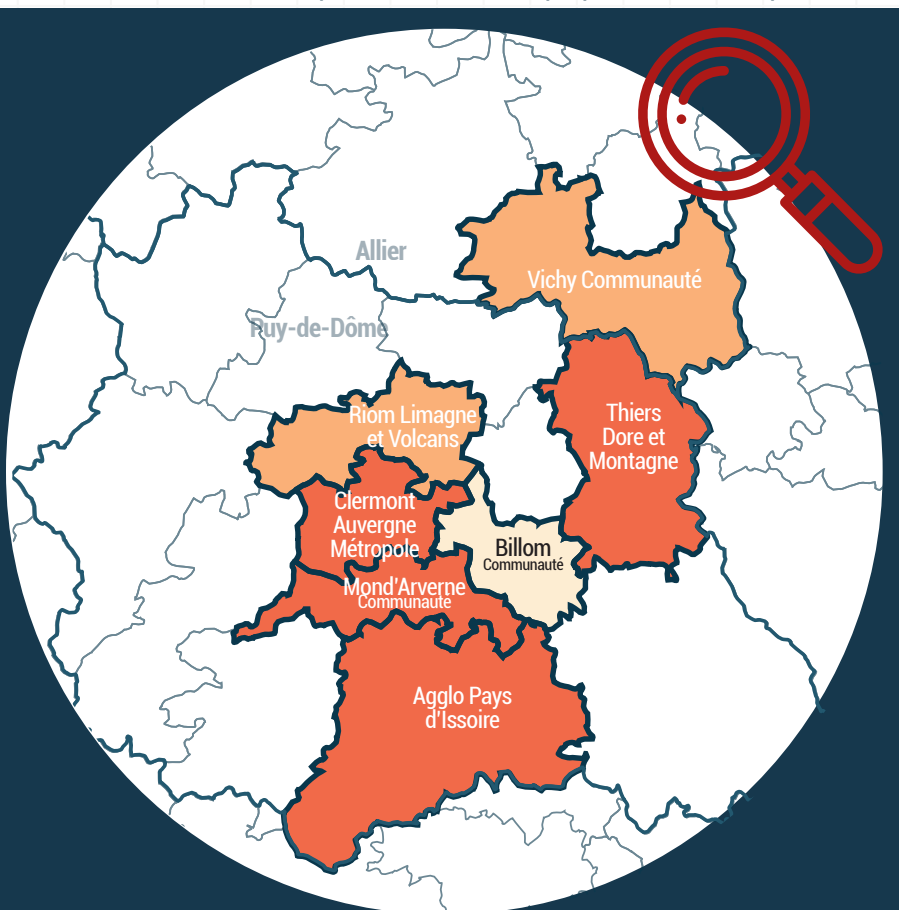 Allier
Vichy Communauté
Puy-de-Dôme
Riom Limagne
et Volcans
Thiers
Dore et
Montagne
Clermont
Auvergne
Métropole
Billom
Communauté
Mond'Arverne
Communauté
Agglo Pays
d'Issoire